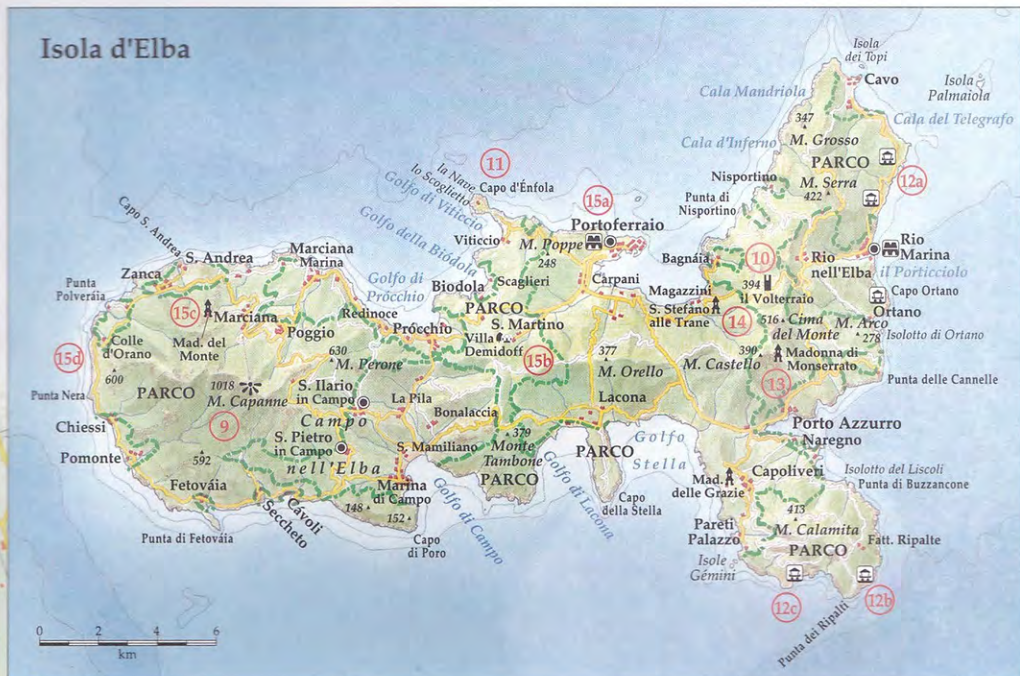 Isola d'Elba
Isola
dei Topi
Cavo
Isola
Palmaiola
Cala Mandriola
Cala del Telegrafo
347
M. Grosso
Cala d'Inferno
PARCO
12a
Nisportino
M. Serra
422
Punta di
Nisportino
11
la Nave
lo Scoglietto
Capo d'Énfola
Golfo di Viticcio
15a
Portoferraio
Viticcio
M. Poppe
248
Golfo della Bìodola
Scaglieri
Carpani
Bagnáia
10
Rio
nell'Elba
Rio
Marina
il Porticciolo
394
il Volterraio
Magazzini
S. Stefano
alle Trane
14
Capo Ortano
Ortano
516
Cima
del Monte
M. Arco
278
Isolotto di Ortano
Capo S. Andrea
S. Andrea
Marciana
Marina
Zanca
Punta
Polveráia
Golfo di
Prócchio
Biodola
PARCO
15c
Marciana
Mad. del
Monte
Poggio
Redinoce
Prócchio
S. Martino
Villa
Demidoff
15b
Colle
d'Orano
600
15d
630
M. Perone
377
M. Orello
390
M. Castello
Madonna di
Monserrato
13
Punta delle Cannelle
Punta Nera
PARCO
1018
M. Capanne
9
S. Ilario
in Campo
La Pila
Bonalaccia
Lacona
Porto Azzurro
Naregno
Chiessi
Campo
nell'Elba
S. Pietro
in Campo
S. Mamiliano
379
Monte
Tambone
PARCO
PARCO
Golfo
Stella
Pomonte
592
Fetováia
Marina
di Campo
Golfo di Campo
Golfo di Lacona
Capo
della Stella
Mad.
delle Grazie
Capoliveri
Isolotto del Liscoli
Punta di Buzzancone
Cávoli
Seccheto
148
152
Punta di Fetováia
Capo
di Poro
413
M. Calamita
PARCO
Pareti
Palazzo
Fatt. Ripalte
Isole
Gémini
12c
12b
Punta dei Ripalti
0 2 4 6
km